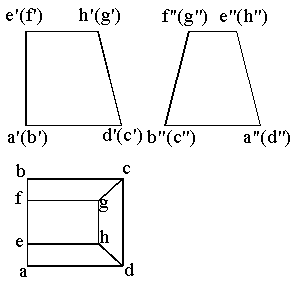 e'(f') h'(g') f"(g") e"(h")
a'(b') d'(c') b"(c") a"(d")
b c
f g
e h
a d